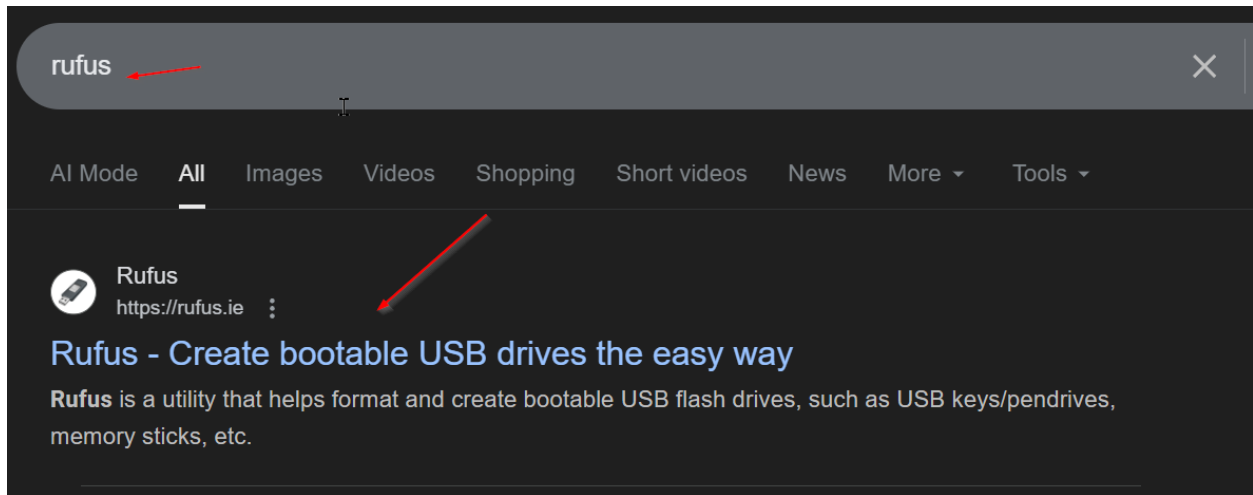 rufus
AI Mode All Images Videos Shopping Short videos News More Tools
Rufus
https://rufus.ie
Rufus - Create bootable USB drives the easy way
Rufus is a utility that helps format and create bootable USB flash drives, such as USB keys/pendrives,
memory sticks, etc.